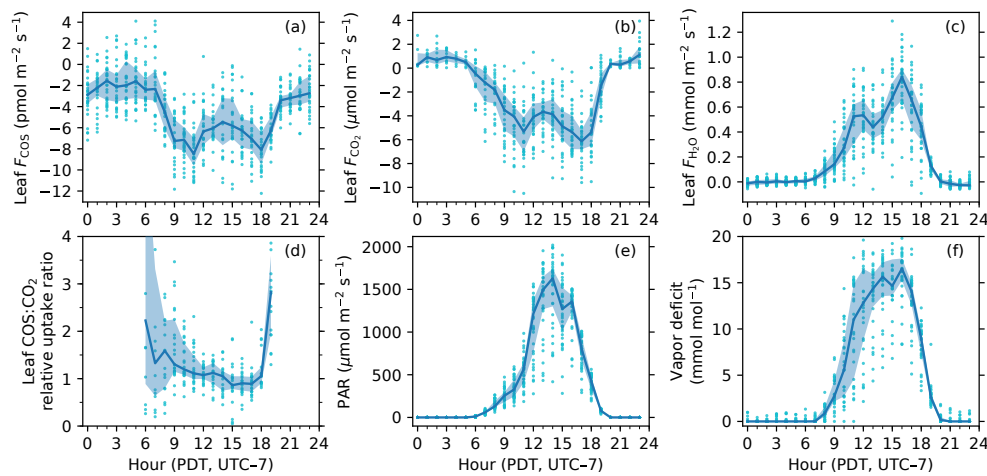 (a)
Leaf F_COS (pmol m⁻² s⁻¹)
4
2
0
−2
−4
−6
−8
−10
−12
0 3 6 9 12 15 18 21 24
(b)
Leaf F_CO₂ (μmol m⁻² s⁻¹)
4
2
0
−2
−4
−6
−8
−10
0 3 6 9 12 15 18 21 24
(c)
Leaf F_H₂O (mmol m⁻² s⁻¹)
1.2
1.0
0.8
0.6
0.4
0.2
0.0
0 3 6 9 12 15 18 21 24
(d)
Leaf COS:CO₂
relative uptake ratio
4
3
2
1
0
0 3 6 9 12 15 18 21 24
Hour (PDT, UTC–7)
(e)
PAR (μmol m⁻² s⁻¹)
2000
1500
1000
500
0
0 3 6 9 12 15 18 21 24
Hour (PDT, UTC–7)
(f)
Vapor deficit
(mmol mol⁻¹)
20
15
10
5
0
0 3 6 9 12 15 18 21 24
Hour (PDT, UTC–7)